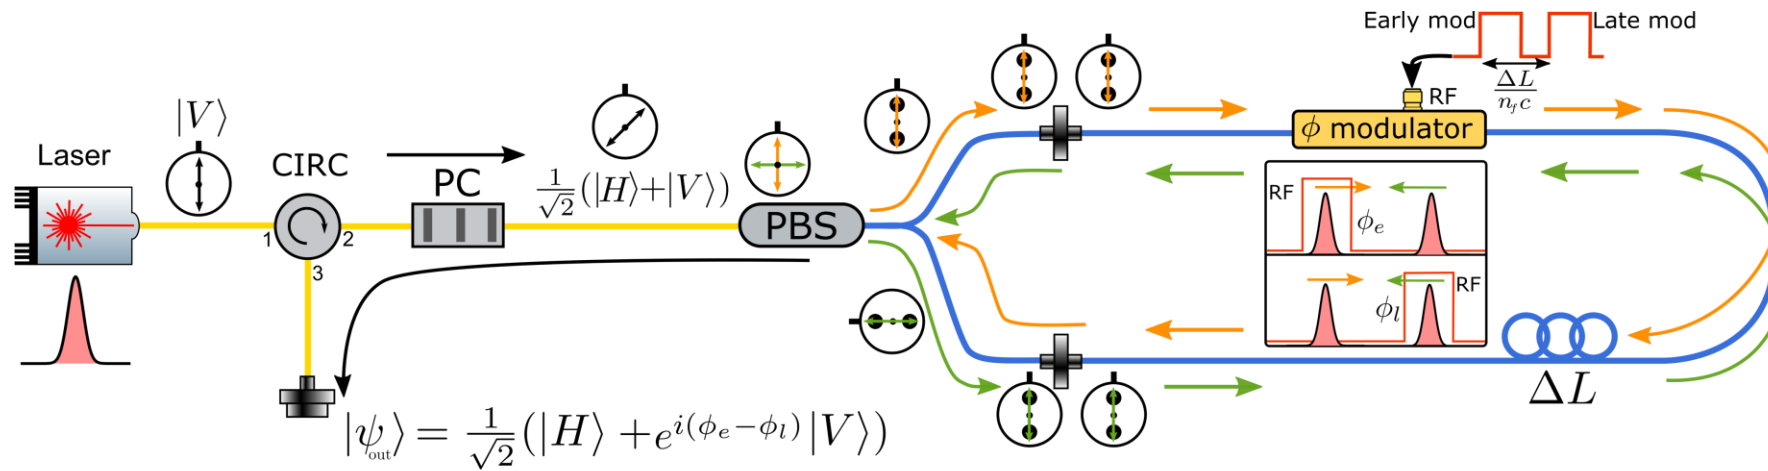 Early mod
Late mod
ΔL / n_f c
RF
ϕ modulator
|V⟩
Laser
CIRC
PC
1/√2(|H⟩+|V⟩)
PBS
1
2
3
RF
ϕ_e
ϕ_l
RF
ΔL
|ψ_out⟩ = 1/√2(|H⟩ + e^{i(ϕ_e−ϕ_l)}|V⟩)